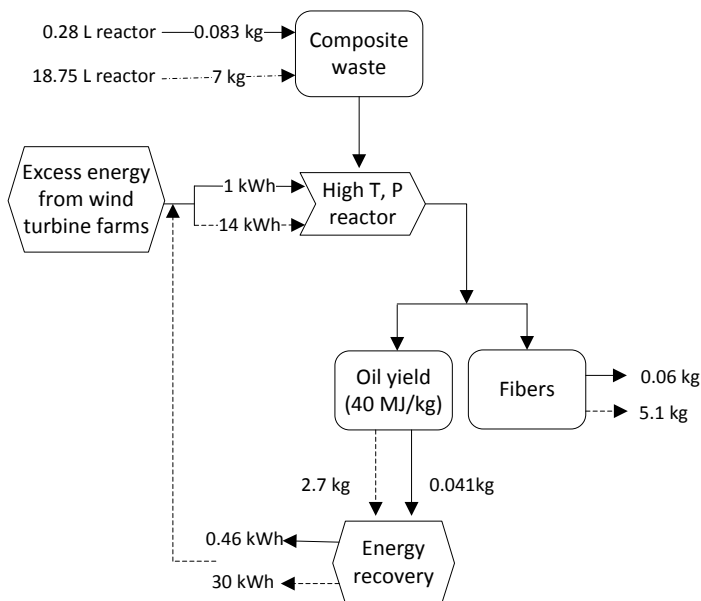 0.28 L reactor
0.083 kg
18.75 L reactor
7 kg
Composite
waste
Excess energy
from wind
turbine farms
1 kWh
14 kWh
High T, P
reactor
Oil yield
(40 MJ/kg)
Fibers
0.06 kg
5.1 kg
2.7 kg
0.041kg
0.46 kWh
30 kWh
Energy
recovery